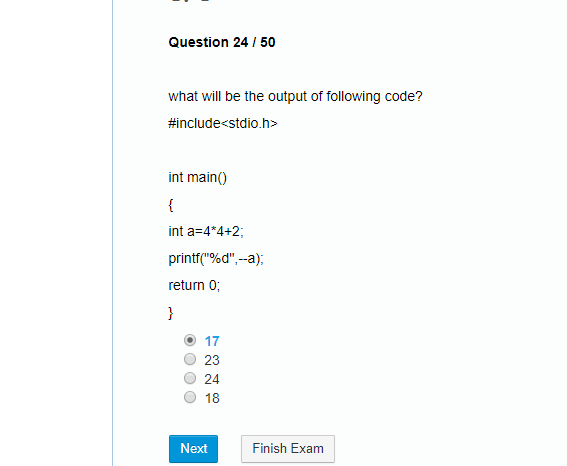 Question 24 / 50
what will be the output of following code?
#include<stdio.h>
int main()
{
int a=4*4+2;
printf("%d",--a);
return 0;
}
17
23
24
18
Next Finish Exam